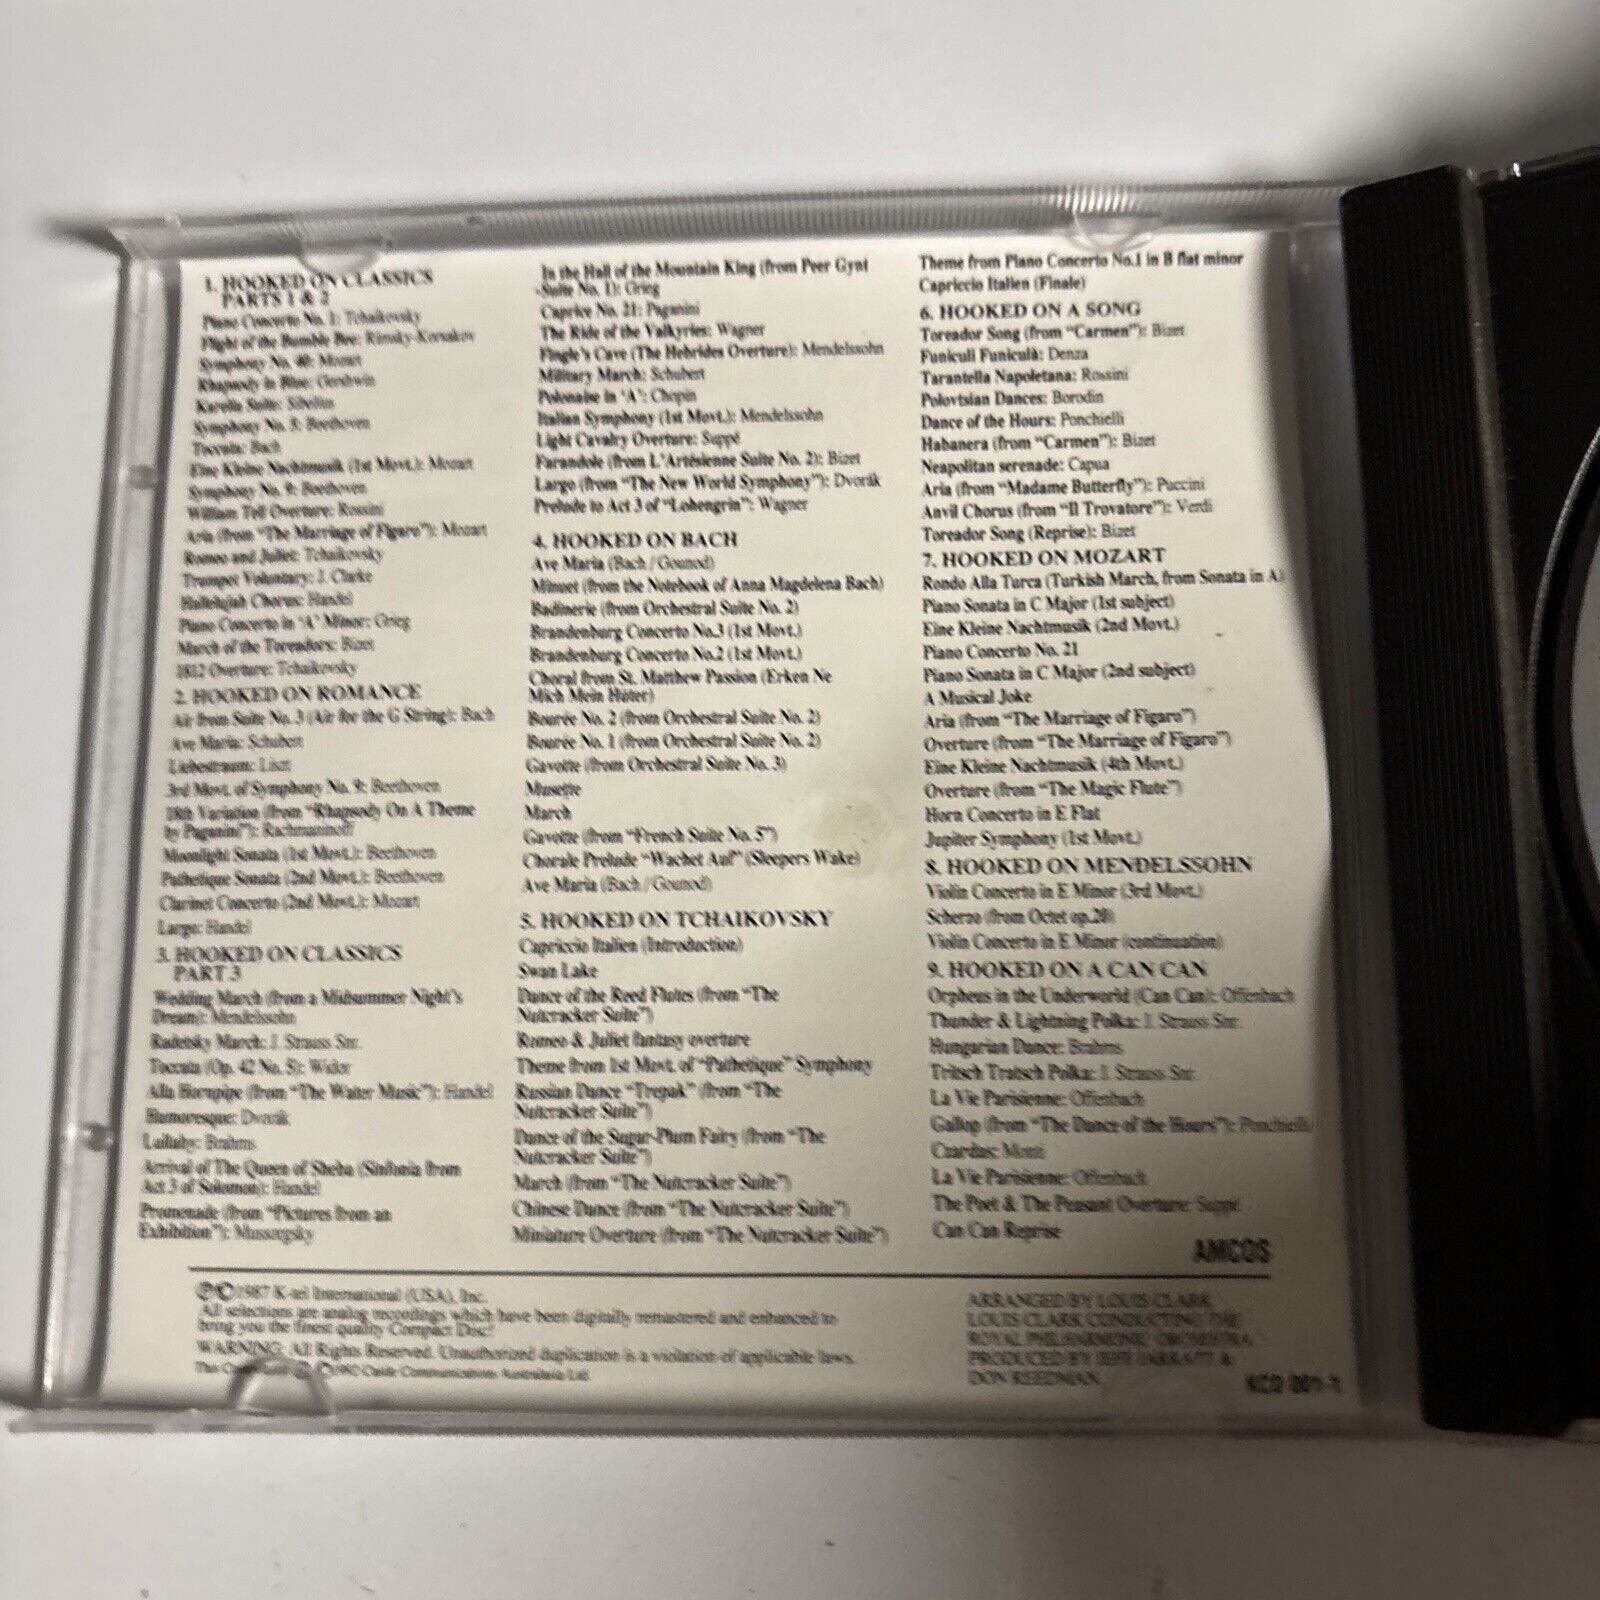 1. HOOKED ON CLASSICS
PARTS 1 & 2
Piano Concerto No. 1: Tchaikovsky
Flight of the Bumble Bee: Rimsky-Korsakov
Symphony No. 40: Mozart
Rhapsody in Blue: Gershwin
Karelia Suite: Sibelius
Symphony No. 5: Beethoven
Toccata: Bach
Eine Kleine Nachtmusik (1st Movt.): Mozart
Symphony No. 9: Beethoven
William Tell Overture: Rossini
Aria (from "The Marriage of Figaro"): Mozart
Romeo and Juliet: Tchaikovsky
Trumpet Voluntary: J. Clarke
Hallelujah Chorus: Handel
Piano Concerto in 'A' Minor: Grieg
March of the Toreadors: Bizet
1812 Overture: Tchaikovsky
2. HOOKED ON ROMANCE
Air from Suite No. 3 (Air for the G String): Bach
Ave Maria: Schubert
Liebestraum: Liszt
3rd Movt. of Symphony No. 9: Beethoven
18th Variation (from "Rhapsody On A Theme
by Paganini"): Rachmaninoff
Moonlight Sonata (1st Movt.): Beethoven
Pathetique Sonata (2nd Movt.): Beethoven
Clarinet Concerto (2nd Movt.): Mozart
Largo: Handel
3. HOOKED ON CLASSICS
PART 3
Wedding March (from a Midsummer Night's
Dream): Mendelssohn
Radetsky March: J. Strauss Snr.
Toccata (Op. 42 No. 5): Widor
Alla Hornpipe (from "The Water Music"): Handel
Humoresque: Dvorák
Lullaby: Brahms
Arrival of The Queen of Sheba (Sinfonia from
Act 3 of Solomon): Handel
Promenade (from "Pictures from an
Exhibition"): Mussorgsky
In the Hall of the Mountain King (from Peer Gynt
Suite No. 1): Grieg
Caprice No. 21: Paganini
The Ride of the Valkyries: Wagner
Fingle's Cave (The Hebrides Overture): Mendelssohn
Military March: Schubert
Polonaise in 'A': Chopin
Italian Symphony (1st Movt.): Mendelssohn
Light Cavalry Overture: Suppé
Farandole (from L'Artésienne Suite No. 2): Bizet
Largo (from "The New World Symphony"): Dvorák
Prelude to Act 3 of "Lohengrin": Wagner
4. HOOKED ON BACH
Ave Maria (Bach / Gounod)
Minuet (from the Notebook of Anna Magdelena Bach)
Badinerie (from Orchestral Suite No. 2)
Brandenburg Concerto No.3 (1st Movt.)
Brandenburg Concerto No.2 (1st Movt.)
Choral from St. Matthew Passion (Erken Ne
Mich Mein Hüter)
Bourée No. 2 (from Orchestral Suite No. 2)
Bourée No. 1 (from Orchestral Suite No. 2)
Gavotte (from Orchestral Suite No. 3)
Musette
March
Gavotte (from "French Suite No. 5")
Chorale Prelude "Wachet Auf" (Sleepers Wake)
Ave Maria (Bach / Gounod)
5. HOOKED ON TCHAIKOVSKY
Capriccio Italien (Introduction)
Swan Lake
Dance of the Reed Flutes (from "The
Nutcracker Suite")
Romeo & Juliet fantasy overture
Theme from 1st Movt. of "Pathetique" Symphony
Russian Dance "Trepak" (from "The
Nutcracker Suite")
Dance of the Sugar-Plum Fairy (from "The
Nutcracker Suite")
March (from "The Nutcracker Suite")
Chinese Dance (from "The Nutcracker Suite")
Miniature Overture (from "The Nutcracker Suite")
Theme from Piano Concerto No.1 in B flat minor
Capriccio Italien (Finale)
6. HOOKED ON A SONG
Toreador Song (from "Carmen"): Bizet
Funiculi Funiculà: Denza
Tarantella Napoletana: Rossini
Polovtsian Dances: Borodin
Dance of the Hours: Ponchielli
Habanera (from "Carmen"): Bizet
Neapolitan serenade: Capua
Aria (from "Madame Butterfly"): Puccini
Anvil Chorus (from "Il Trovatore"): Verdi
Toreador Song (Reprise): Bizet
7. HOOKED ON MOZART
Rondo Alla Turca (Turkish March, from Sonata in A)
Piano Sonata in C Major (1st subject)
Eine Kleine Nachtmusik (2nd Movt.)
Piano Concerto No. 21
Piano Sonata in C Major (2nd subject)
A Musical Joke
Aria (from "The Marriage of Figaro")
Overture (from "The Marriage of Figaro")
Eine Kleine Nachtmusik (4th Movt.)
Overture (from "The Magic Flute")
Horn Concerto in E Flat
Jupiter Symphony (1st Movt.)
8. HOOKED ON MENDELSSOHN
Violin Concerto in E Minor (3rd Movt.)
Scherzo (from Octet op.20)
Violin Concerto in E Minor (continuation)
9. HOOKED ON A CAN CAN
Orpheus in the Underworld (Can Can): Offenbach
Thunder & Lightning Polka: J. Strauss Snr.
Hungarian Dance: Brahms
Tritsch Tratsch Polka: J. Strauss Snr.
La Vie Parisienne: Offenbach
Gallop (from "The Dance of the Hours"): Ponchielli
Czardas: Monti
La Vie Parisienne: Offenbach
The Poet & The Peasant Overture: Suppé
Can Can Reprise
AMCOS
℗©1987 K-tel International (USA), Inc.
All selections are analog recordings which have been digitally remastered and enhanced to
bring you the finest quality Compact Disc!
WARNING: All Rights Reserved. Unauthorized duplication is a violation of applicable laws.
This ℗ ©1992 Castle Communications Australasia Ltd.
ARRANGED BY LOUIS CLARK
LOUIS CLARK CONDUCTING THE
ROYAL PHILHARMONIC ORCHESTRA
PRODUCED BY JEFF JARRATT &
DON REEDMAN
KCD 001-1